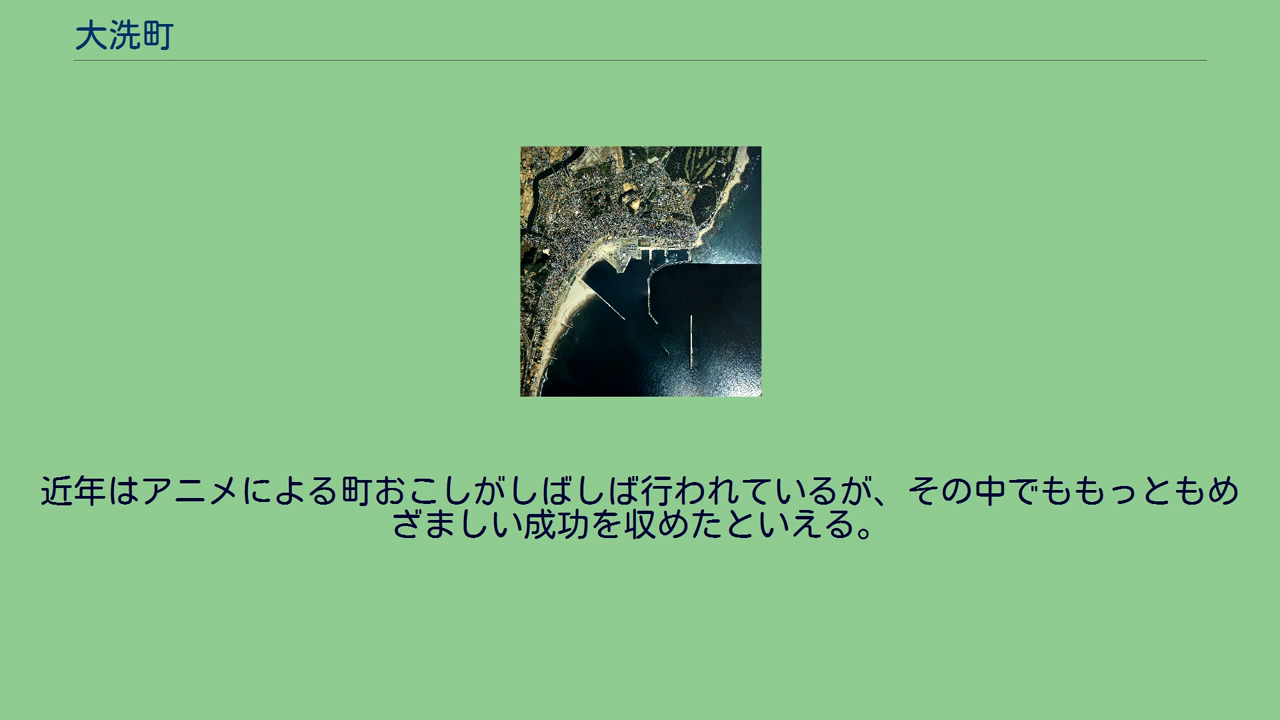 大洗町
近年はアニメによる町おこしがしばしば行われているが、その中でももっともめ
ざましい成功を収めたといえる。